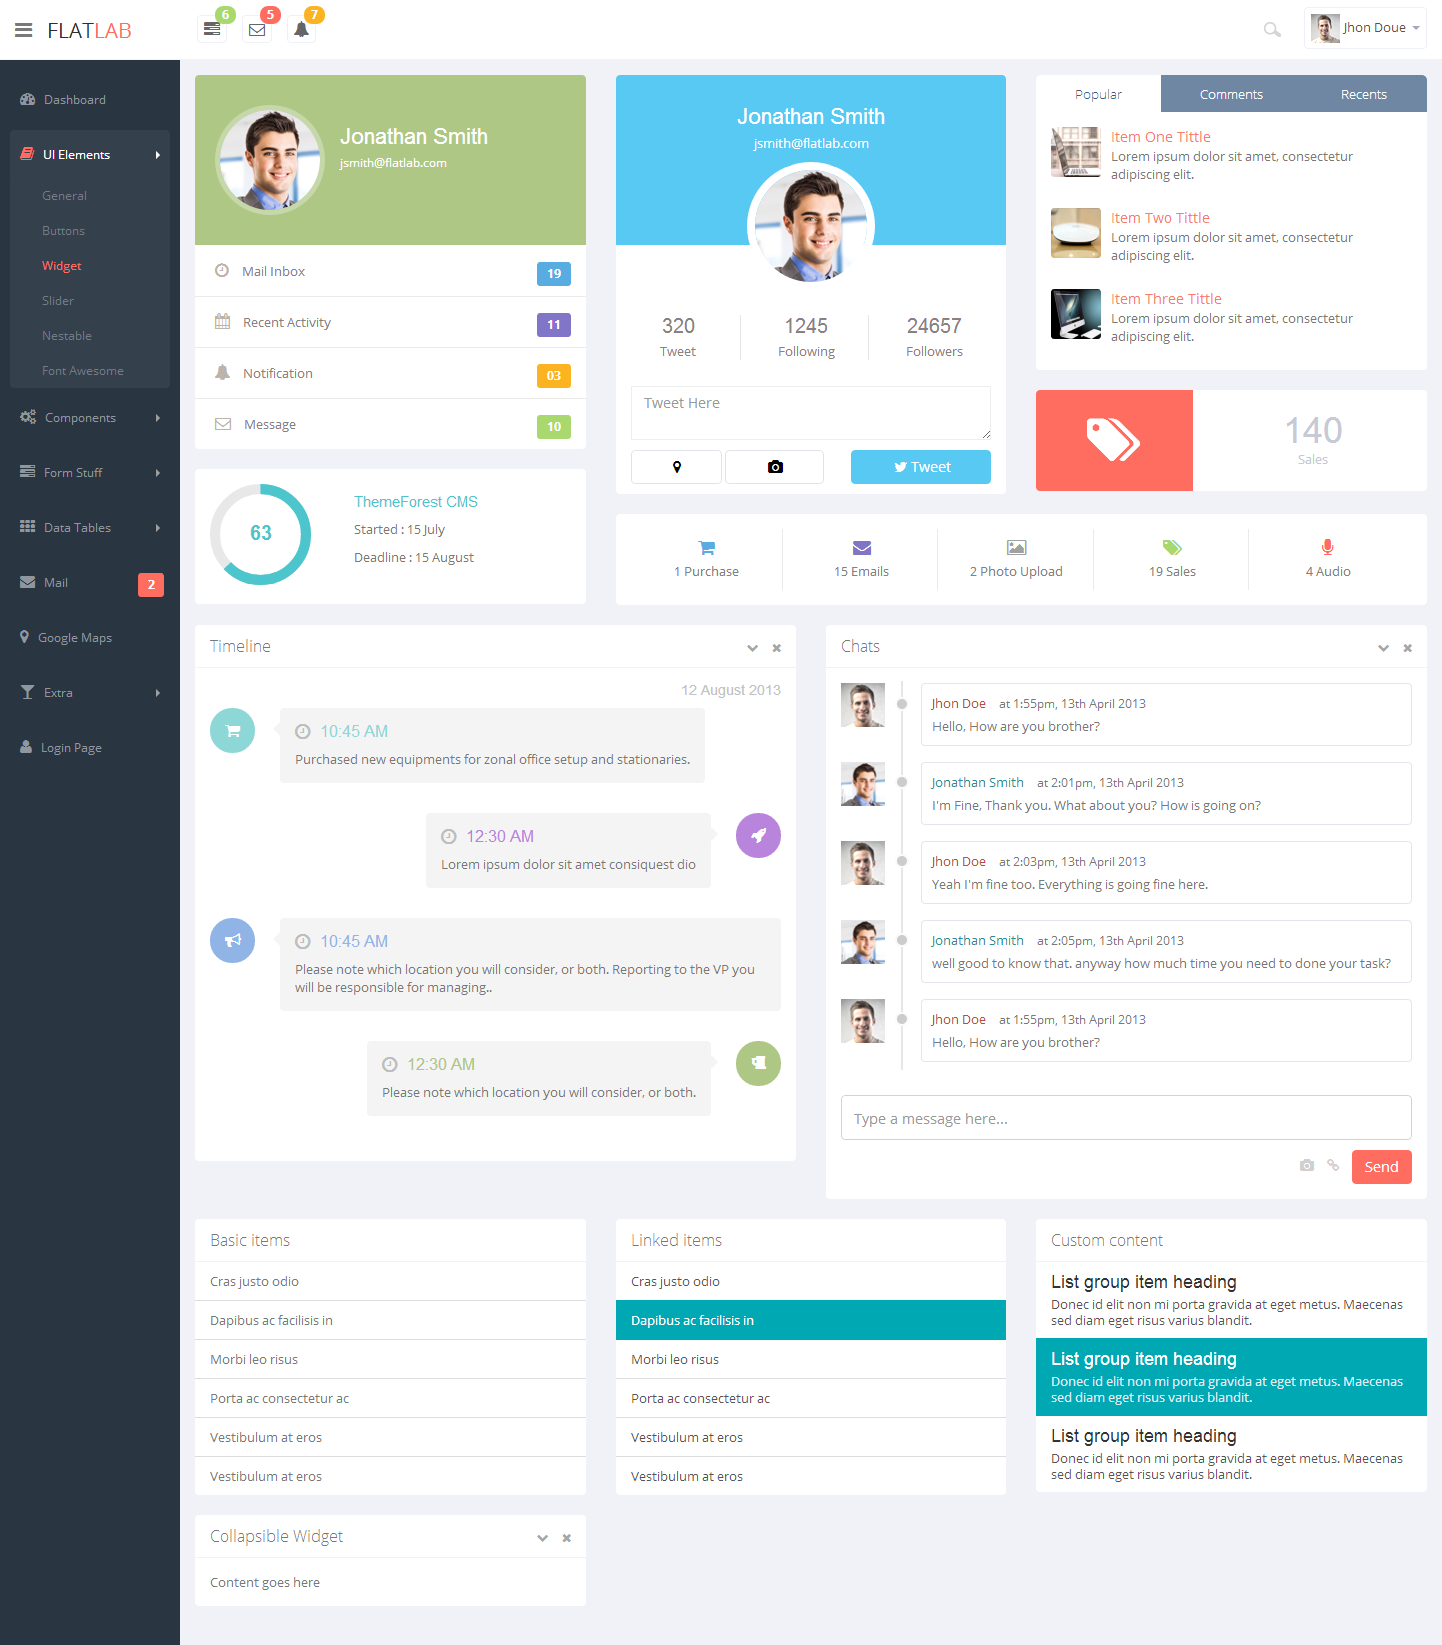 FLATLAB
6
5
7
Jhon Doue
Dashboard
UI Elements
General
Buttons
Widget
Slider
Nestable
Font Awesome
Components
Form Stuff
Data Tables
Mail
2
Google Maps
Extra
Login Page
Jonathan Smith
jsmith@flatlab.com
Mail Inbox
19
Recent Activity
11
Notification
03
Message
10
Jonathan Smith
jsmith@flatlab.com
320
Tweet
1245
Following
24657
Followers
Tweet Here
Tweet
Popular
Comments
Recents
Item One Tittle
Lorem ipsum dolor sit amet, consectetur
adipiscing elit.
Item Two Tittle
Lorem ipsum dolor sit amet, consectetur
adipiscing elit.
Item Three Tittle
Lorem ipsum dolor sit amet, consectetur
adipiscing elit.
140
Sales
63
ThemeForest CMS
Started : 15 July
Deadline : 15 August
1 Purchase
15 Emails
2 Photo Upload
19 Sales
4 Audio
Timeline
12 August 2013
10:45 AM
Purchased new equipments for zonal office setup and stationaries.
12:30 AM
Lorem ipsum dolor sit amet consiquest dio
10:45 AM
Please note which location you will consider, or both. Reporting to the VP you
will be responsible for managing..
12:30 AM
Please note which location you will consider, or both.
Chats
Jhon Doe at 1:55pm, 13th April 2013
Hello, How are you brother?
Jonathan Smith at 2:01pm, 13th April 2013
I'm Fine, Thank you. What about you? How is going on?
Jhon Doe at 2:03pm, 13th April 2013
Yeah I'm fine too. Everything is going fine here.
Jonathan Smith at 2:05pm, 13th April 2013
well good to know that. anyway how much time you need to done your task?
Jhon Doe at 1:55pm, 13th April 2013
Hello, How are you brother?
Type a message here...
Send
Basic items
Cras justo odio
Dapibus ac facilisis in
Morbi leo risus
Porta ac consectetur ac
Vestibulum at eros
Vestibulum at eros
Linked items
Cras justo odio
Dapibus ac facilisis in
Morbi leo risus
Porta ac consectetur ac
Vestibulum at eros
Vestibulum at eros
Custom content
List group item heading
Donec id elit non mi porta gravida at eget metus. Maecenas
sed diam eget risus varius blandit.
List group item heading
Donec id elit non mi porta gravida at eget metus. Maecenas
sed diam eget risus varius blandit.
List group item heading
Donec id elit non mi porta gravida at eget metus. Maecenas
sed diam eget risus varius blandit.
Collapsible Widget
Content goes here